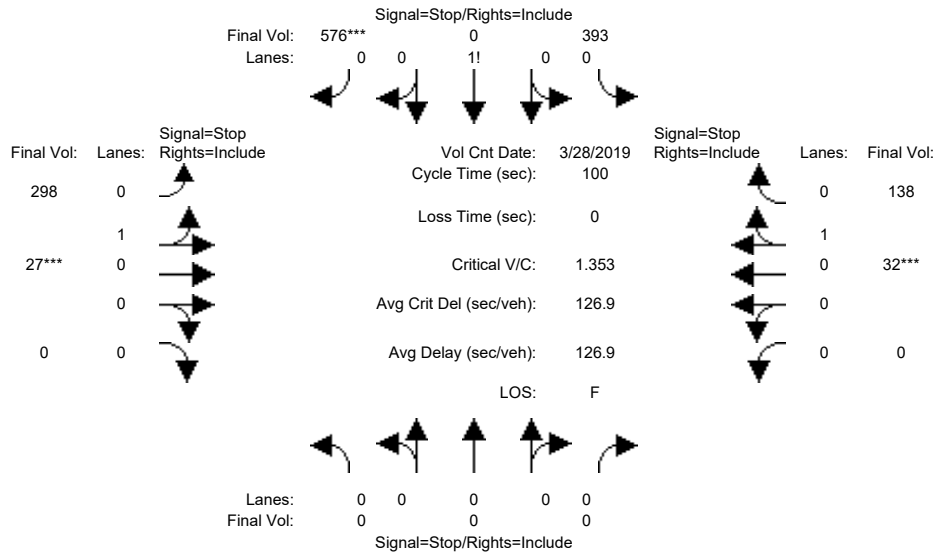 Signal=Stop/Rights=Include
Final Vol: 576*** 0 393
Lanes: 0 0 1! 0 0
Signal=Stop
Final Vol: Lanes: Rights=Include
298 0
1
27*** 0
0
0 0
Vol Cnt Date: 3/28/2019
Cycle Time (sec): 100
Loss Time (sec): 0
Critical V/C: 1.353
Avg Crit Del (sec/veh): 126.9
Avg Delay (sec/veh): 126.9
LOS: F
Signal=Stop
Rights=Include Lanes: Final Vol:
0 138
1
0 32***
0
0 0
Lanes: 0 0 0 0 0
Final Vol: 0 0 0
Signal=Stop/Rights=Include